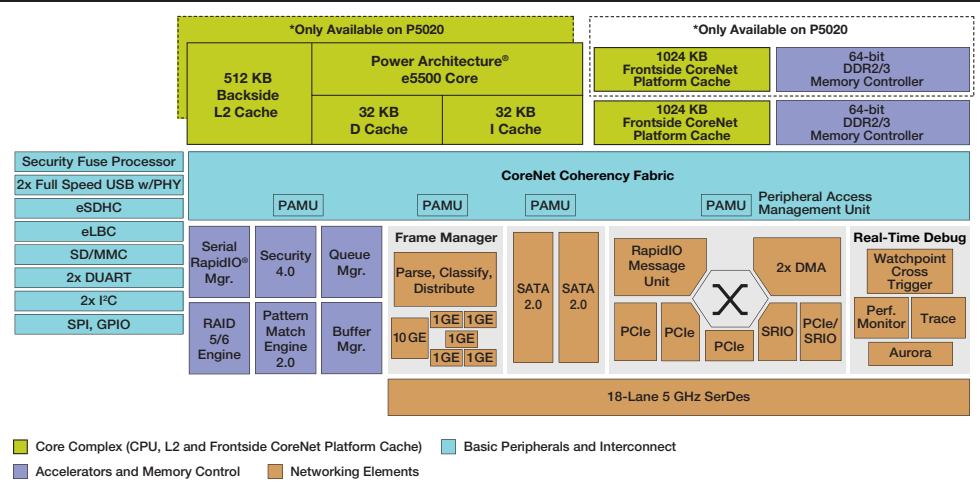 *Only Available on P5020
*Only Available on P5020
512 KB
Backside
L2 Cache
Power Architecture®
e5500 Core
32 KB
D Cache
32 KB
I Cache
1024 KB
Frontside CoreNet
Platform Cache
64-bit
DDR2/3
Memory Controller
1024 KB
Frontside CoreNet
Platform Cache
64-bit
DDR2/3
Memory Controller
Security Fuse Processor
2x Full Speed USB w/PHY
eSDHC
eLBC
SD/MMC
2x DUART
2x I²C
SPI, GPIO
CoreNet Coherency Fabric
PAMU
PAMU
PAMU
PAMU
Peripheral Access
Management Unit
Serial
RapidIO®
Mgr.
Security
4.0
Queue
Mgr.
RAID
5/6
Engine
Pattern
Match
Engine
2.0
Buffer
Mgr.
Frame Manager
Parse, Classify,
Distribute
10GE
1GE
1GE
1GE
1GE
1GE
SATA
2.0
SATA
2.0
RapidIO
Message
Unit
2x DMA
PCIe
PCIe
PCIe
SRIO
PCIe/
SRIO
Real-Time Debug
Watchpoint
Cross
Trigger
Perf.
Monitor
Trace
Aurora
18-Lane 5 GHz SerDes
Core Complex (CPU, L2 and Frontside CoreNet Platform Cache)
Basic Peripherals and Interconnect
Accelerators and Memory Control
Networking Elements